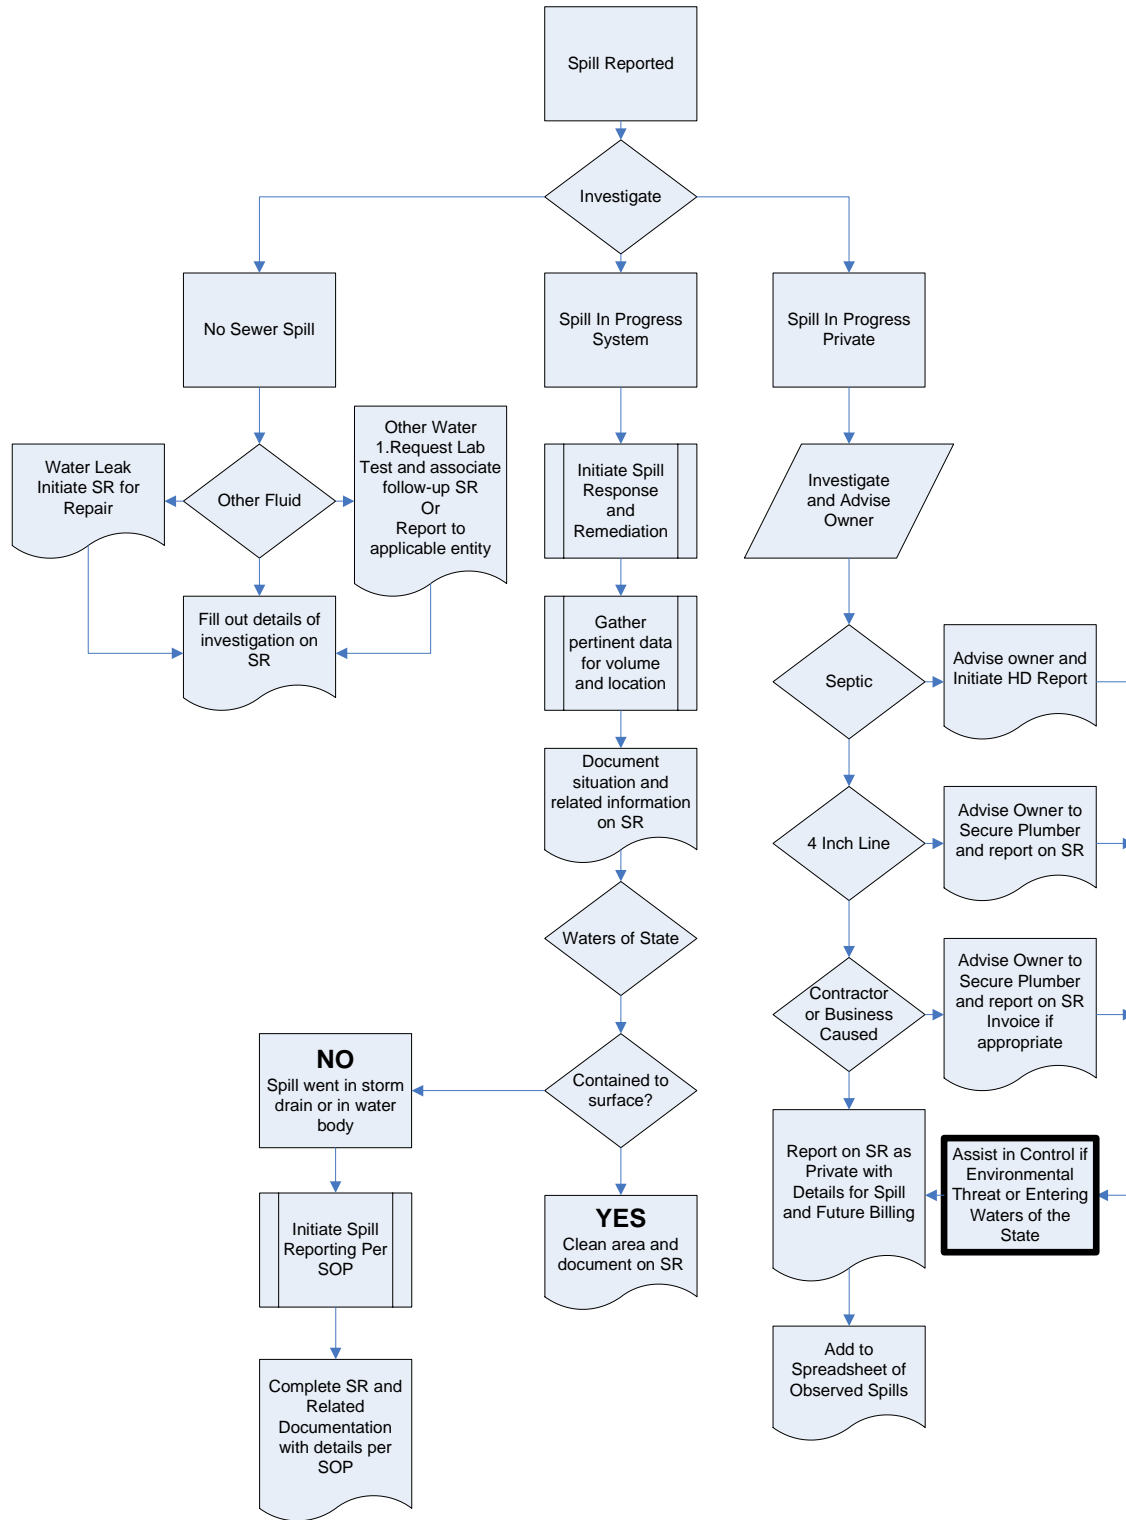 Spill Reported
Investigate
No Sewer Spill
Spill In Progress
System
Spill In Progress
Private
Water Leak
Initiate SR for
Repair
Other Fluid
Other Water
1.Request Lab
Test and associate
follow-up SR
Or
Report to
applicable entity
Fill out details of
investigation on
SR
Initiate Spill
Response
and
Remediation
Gather
pertinent data
for volume
and location
Document
situation and
related information
on SR
Waters of State
Contained to
surface?
NO
Spill went in storm
drain or in water
body
Initiate Spill
Reporting Per
SOP
Complete SR and
Related
Documentation
with details per
SOP
YES
Clean area and
document on SR
Investigate
and Advise
Owner
Septic
Advise owner and
Initiate HD Report
4 Inch Line
Advise Owner to
Secure Plumber
and report on SR
Contractor
or Business
Caused
Advise Owner to
Secure Plumber
and report on SR
Invoice if
appropriate
Report on SR as
Private with
Details for Spill
and Future Billing
Assist in Control if
Environmental
Threat or Entering
Waters of the
State
Add to
Spreadsheet of
Observed Spills